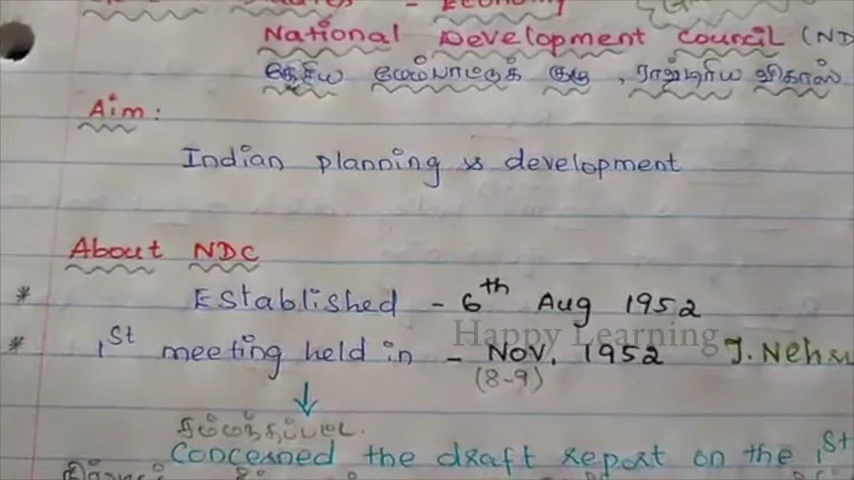 Economy
National Development Council (ND
தேசிய மேம்பாட்டுக் குழு, ராஷ்ட்ரிய விகாஸ்
Aim:
Indian planning & development
About NDC
* Established - 6th Aug 1952
Happy Learning
* 1st meeting held in - Nov. 1952 J. Nehru
(8-9)
Concerned the draft report on the 1st